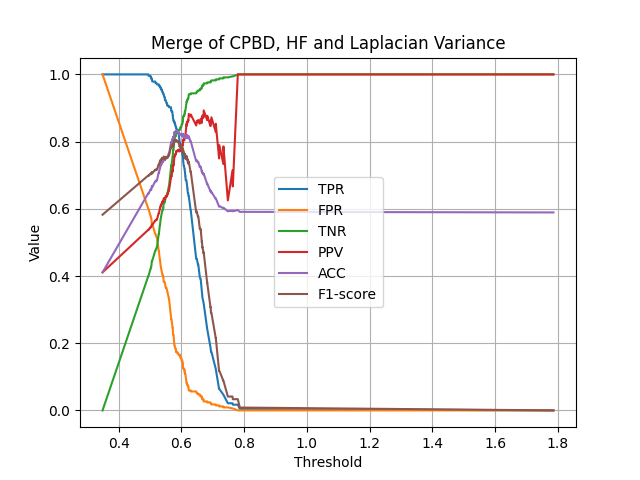 Merge of CPBD, HF and Laplacian Variance
1.0
0.8
0.6
0.4
0.2
0.0
Value
TPR
FPR
TNR
PPV
ACC
F1-score
0.4 0.6 0.8 1.0 1.2 1.4 1.6 1.8
Threshold